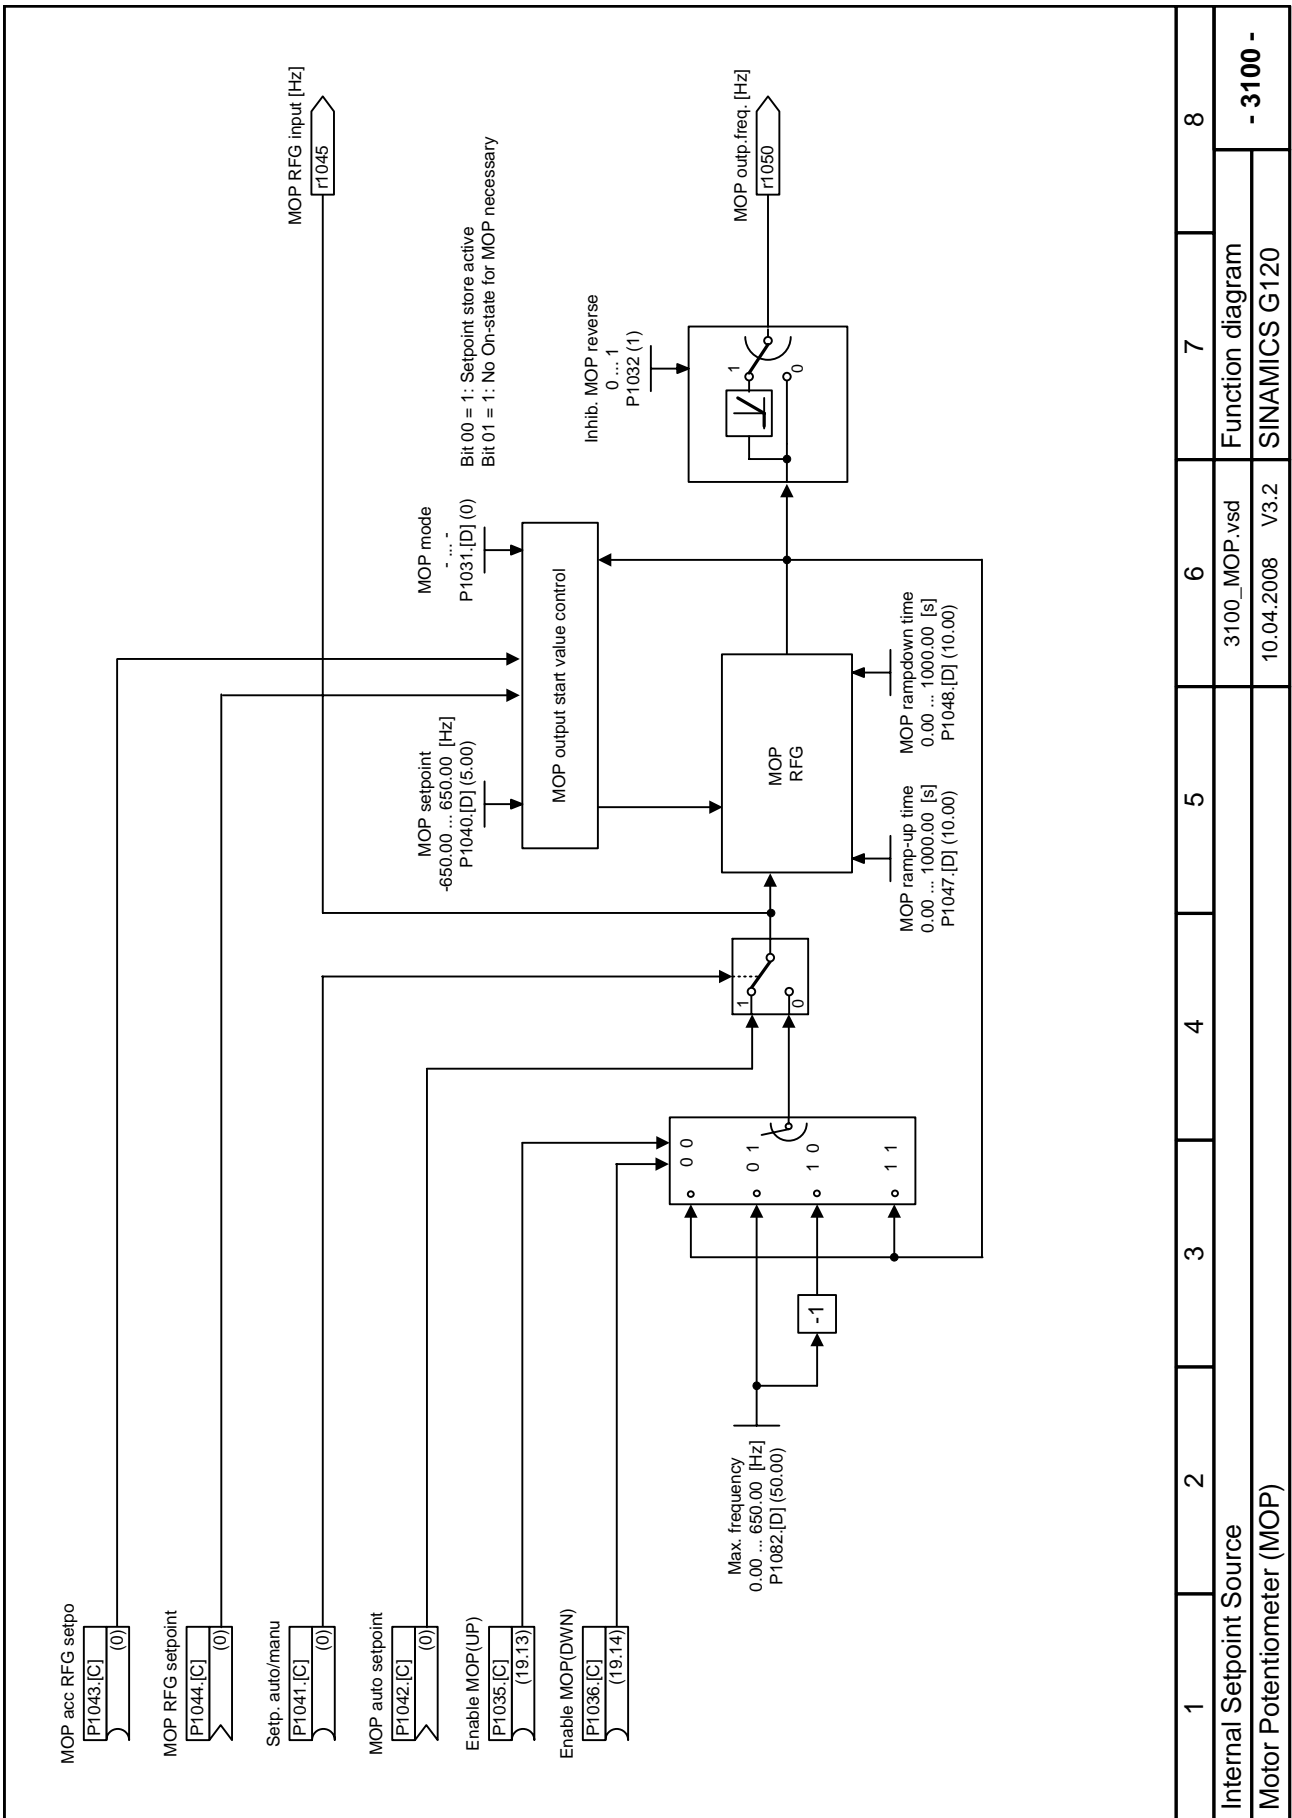 MOP acc RFG setpo
P1043.[C]
(0)
MOP RFG setpoint
P1044.[C]
(0)
Setp. auto/manu
P1041.[C]
(0)
MOP auto setpoint
P1042.[C]
(0)
Enable MOP(UP)
P1035.[C]
(19.13)
Enable MOP(DWN)
P1036.[C]
(19.14)
Max. frequency
0.00 ... 650.00 [Hz]
P1082.[D] (50.00)
-1
0 0
0 1
1 0
1 1
1
0
MOP setpoint
-650.00 ... 650.00 [Hz]
P1040.[D] (5.00)
MOP mode
- ... -
P1031.[D] (0)
Bit 00 = 1: Setpoint store active
Bit 01 = 1: No On-state for MOP necessary
MOP output start value control
MOP
RFG
MOP ramp-up time
0.00 ... 1000.00 [s]
P1047.[D] (10.00)
MOP rampdown time
0.00 ... 1000.00 [s]
P1048.[D] (10.00)
Inhib. MOP reverse
0 ... 1
P1032 (1)
1
0
MOP RFG input [Hz]
r1045
MOP outp.freq. [Hz]
r1050
1 2 3 4 5 6 7 8
Internal Setpoint Source
3100_MOP.vsd
Function diagram
- 3100 -
Motor Potentiometer (MOP)
10.04.2008 V3.2
SINAMICS G120